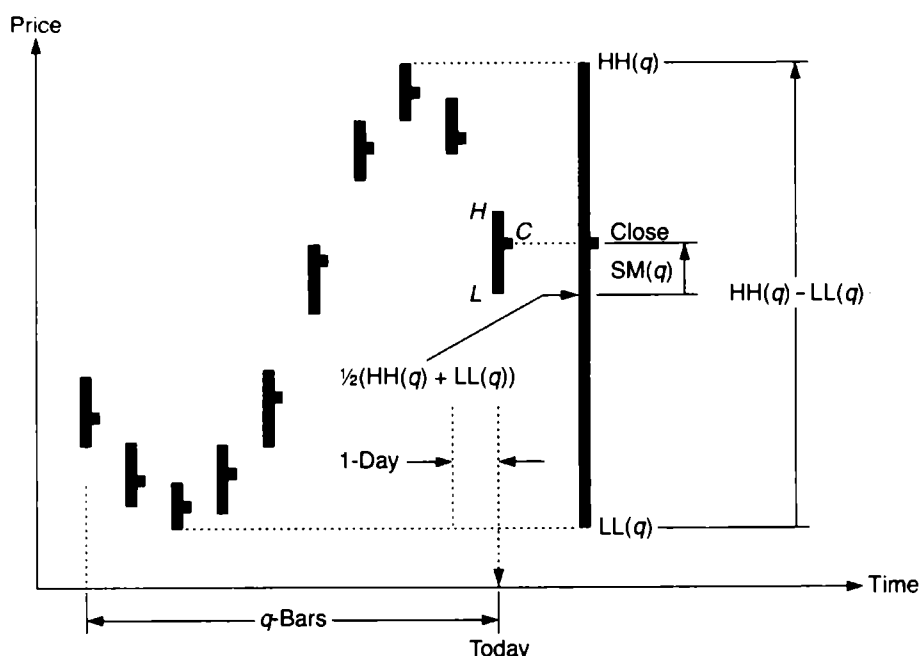 Price
HH(q)
H
C
Close
SM(q)
L
HH(q) – LL(q)
½(HH(q) + LL(q))
1-Day
LL(q)
Time
q-Bars
Today